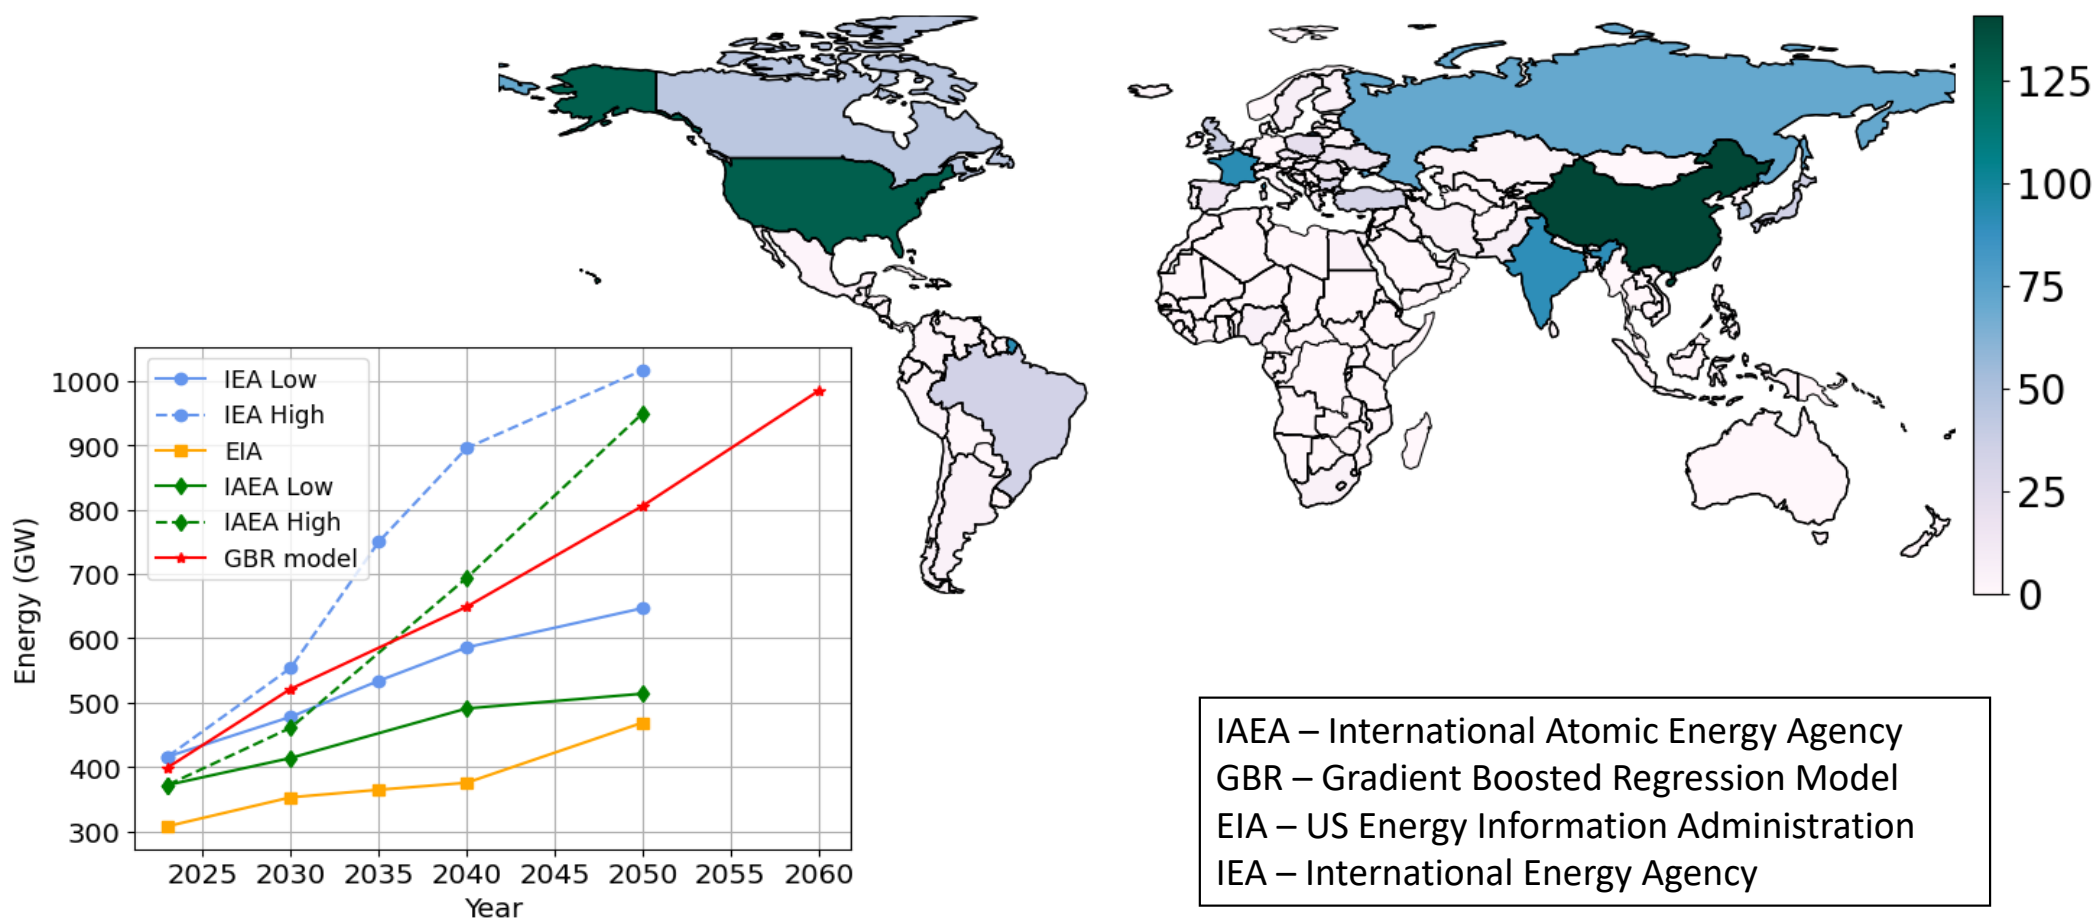 125
100
75
50
25
0
1000
900
800
700
600
500
400
300
Energy (GW)
IEA Low
IEA High
EIA
IAEA Low
IAEA High
GBR model
2025 2030 2035 2040 2045 2050 2055 2060
Year
IAEA – International Atomic Energy Agency
GBR – Gradient Boosted Regression Model
EIA – US Energy Information Administration
IEA – International Energy Agency